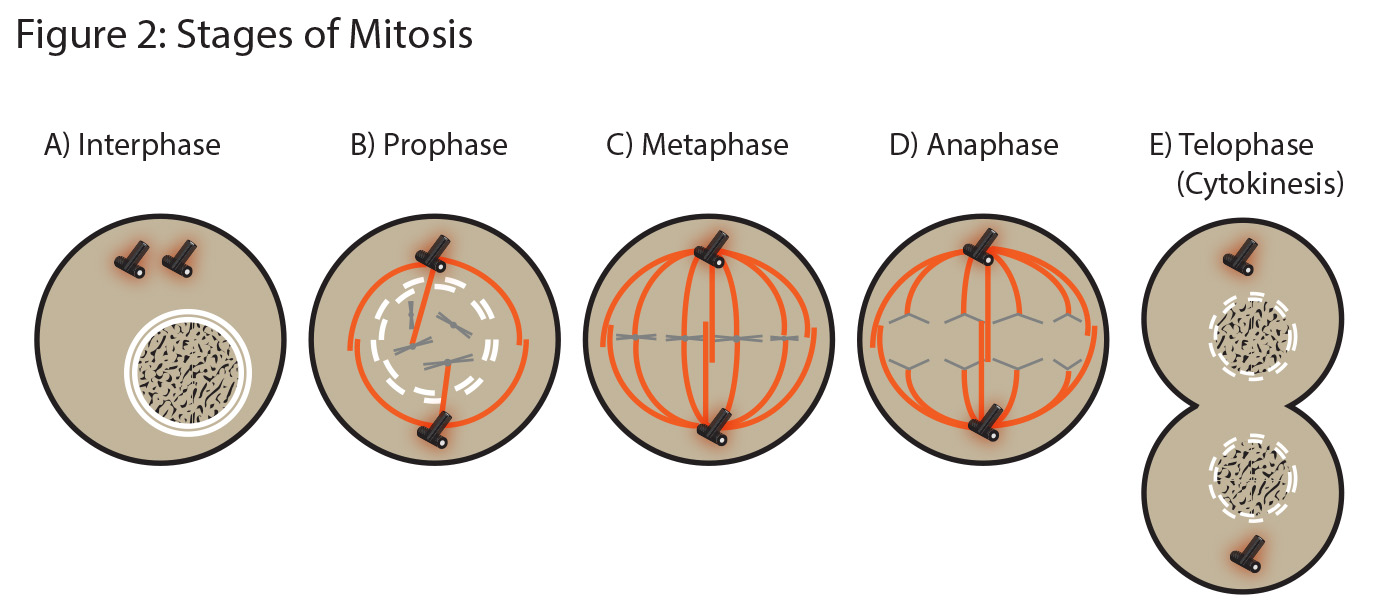 Figure 2: Stages of Mitosis
A) Interphase
B) Prophase
C) Metaphase
D) Anaphase
E) Telophase
(Cytokinesis)